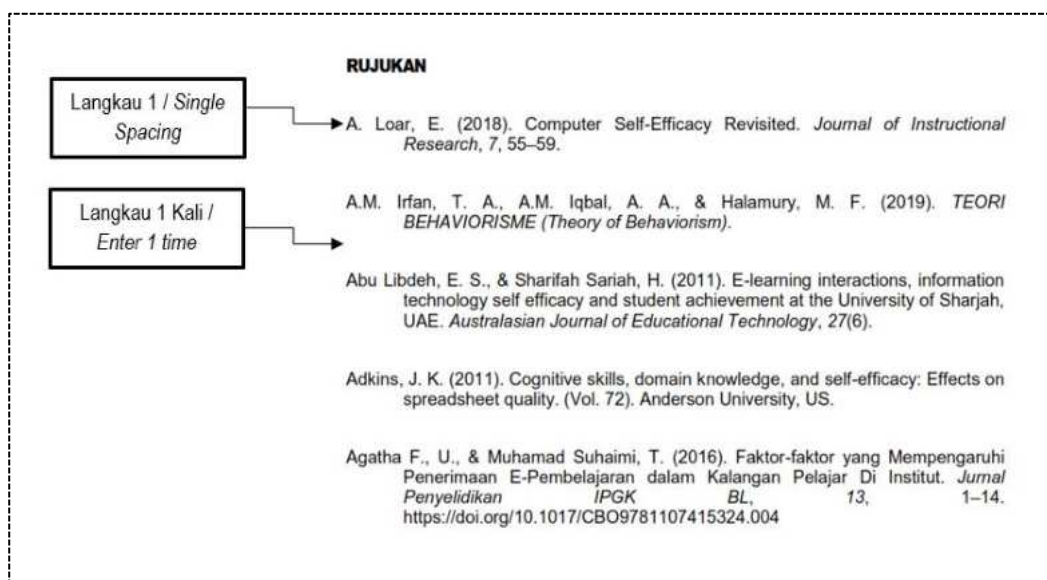 RUJUKAN
Langkau 1 / Single
Spacing
A. Loar, E. (2018). Computer Self-Efficacy Revisited. Journal of Instructional
Research, 7, 55–59.
Langkau 1 Kali /
Enter 1 time
A.M. Irfan, T. A., A.M. Iqbal, A. A., & Halamury, M. F. (2019). TEORI
BEHAVIORISME (Theory of Behaviorism).
Abu Libdeh, E. S., & Sharifah Sariah, H. (2011). E-learning interactions, information
technology self efficacy and student achievement at the University of Sharjah,
UAE. Australasian Journal of Educational Technology, 27(6).
Adkins, J. K. (2011). Cognitive skills, domain knowledge, and self-efficacy: Effects on
spreadsheet quality. (Vol. 72). Anderson University, US.
Agatha F., U., & Muhamad Suhaimi, T. (2016). Faktor-faktor yang Mempengaruhi
Penerimaan E-Pembelajaran dalam Kalangan Pelajar Di Institut. Jurnal
Penyelidikan IPGK BL, 13, 1–14.
https://doi.org/10.1017/CBO9781107415324.004